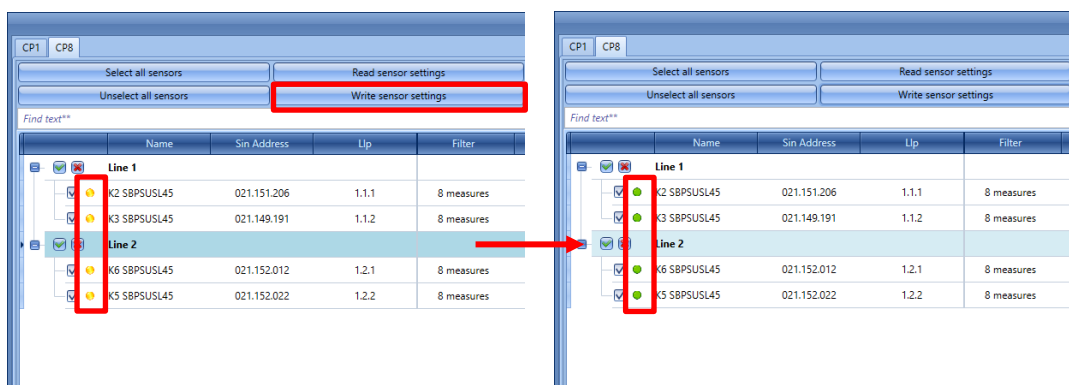 CP1 CP8
Select all sensors Read sensor settings
Unselect all sensors Write sensor settings
Find text**
Name Sin Address Llp Filter
Line 1
K2 SBPSUSL45 021.151.206 1.1.1 8 measures
K3 SBPSUSL45 021.149.191 1.1.2 8 measures
Line 2
K6 SBPSUSL45 021.152.012 1.2.1 8 measures
K5 SBPSUSL45 021.152.022 1.2.2 8 measures
CP1 CP8
Select all sensors Read sensor settings
Unselect all sensors Write sensor settings
Find text**
Name Sin Address Llp Filter
Line 1
K2 SBPSUSL45 021.151.206 1.1.1 8 measures
K3 SBPSUSL45 021.149.191 1.1.2 8 measures
Line 2
K6 SBPSUSL45 021.152.012 1.2.1 8 measures
K5 SBPSUSL45 021.152.022 1.2.2 8 measures